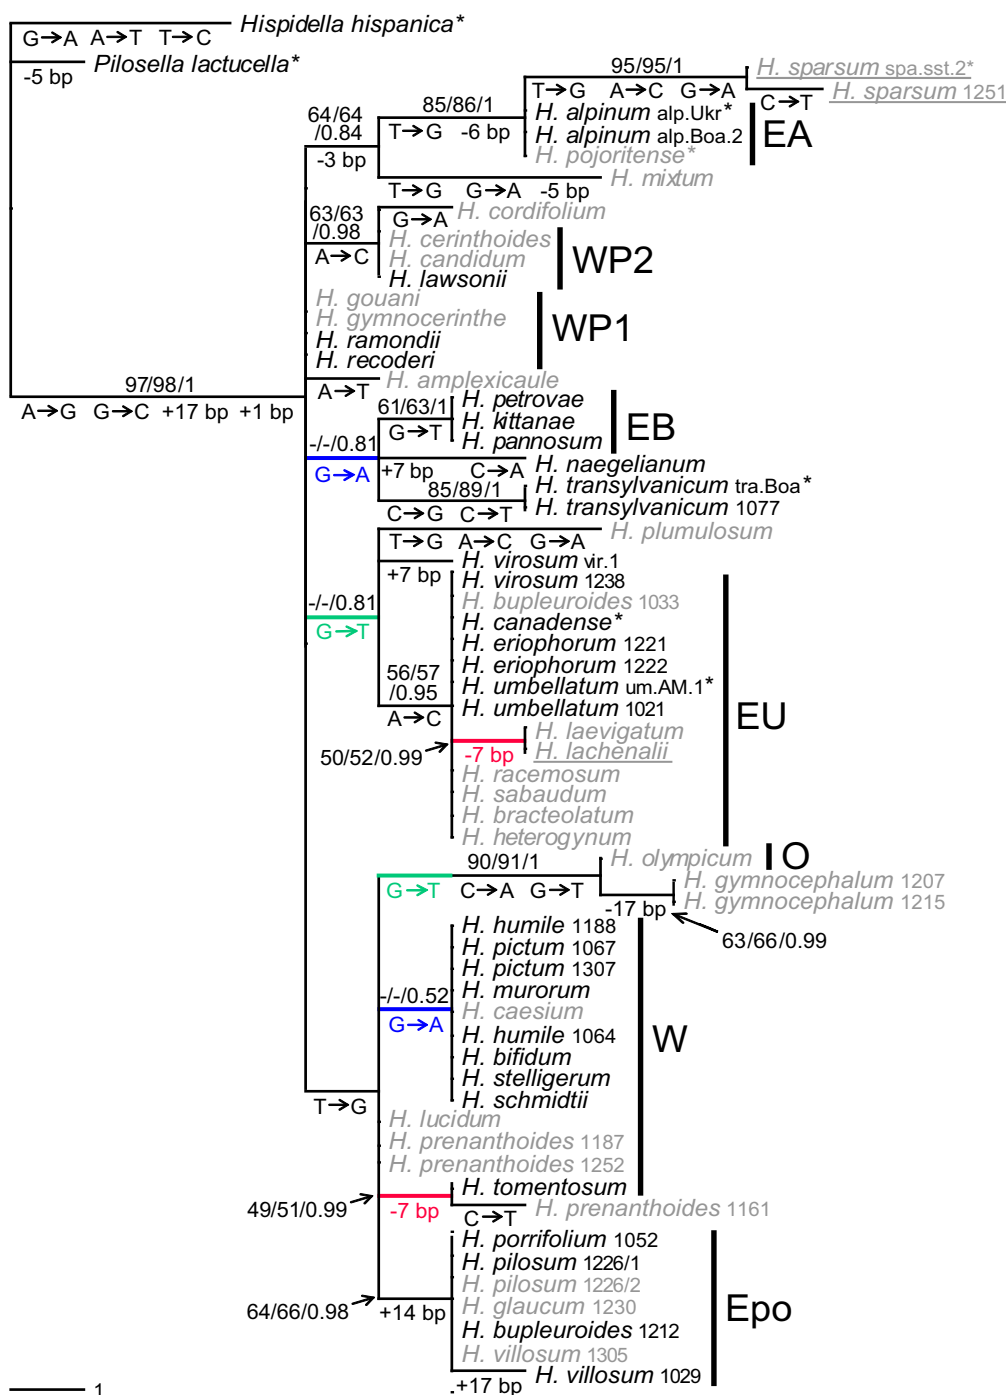 Hispidella hispanica*
G→A A→T T→C
Pilosella lactucella*
-5 bp
95/95/1
H. sparsum spa.sst.2*
T→G A→C G→A
H. sparsum 1251
C→T
85/86/1
64/64
/0.84
T→G -6 bp
H. alpinum alp.Ukr*
H. alpinum alp.Boa.2
EA
-3 bp
H. pojoritense*
H. mixtum
T→G G→A -5 bp
63/63
/0.98
H. cordifolium
G→A
H. cerinthoides
A→C
H. candidum
WP2
H. lawsonii
H. gouani
H. gymnocerinthe
WP1
H. ramondii
H. recoderi
97/98/1
H. amplexicaule
A→T
A→G G→C +17 bp +1 bp
61/63/1
H. petrovae
H. kittanae
G→T
EB
H. pannosum
-/-/0.81
G→A
H. naegelianum
+7 bp C→A
85/89/1
H. transylvanicum tra.Boa*
H. transylvanicum 1077
C→G C→T
H. plumulosum
T→G A→C G→A
H. virosum vir.1
+7 bp
H. virosum 1238
-/-/0.81
H. bupleuroides 1033
G→T
H. canadense*
H. eriophorum 1221
H. eriophorum 1222
56/57
/0.95
H. umbellatum um.AM.1*
H. umbellatum 1021
A→C
EU
H. laevigatum
50/52/0.99
-7 bp
H. lachenalii
H. racemosum
H. sabaudum
H. bracteolatum
H. heterogynum
90/91/1
H. olympicum
O
G→T C→A G→T
H. gymnocephalum 1207
H. gymnocephalum 1215
-17 bp
63/66/0.99
H. humile 1188
H. pictum 1067
H. pictum 1307
-/-/0.52
H. murorum
H. caesium
G→A
W
H. humile 1064
H. bifidum
H. stelligerum
H. schmidtii
T→G
H. lucidum
H. prenanthoides 1187
H. prenanthoides 1252
H. tomentosum
49/51/0.99
-7 bp
H. prenanthoides 1161
C→T
H. porrifolium 1052
H. pilosum 1226/1
H. pilosum 1226/2
64/66/0.98
+14 bp
H. glaucum 1230
Epo
H. bupleuroides 1212
H. villosum 1305
H. villosum 1029
+17 bp
1